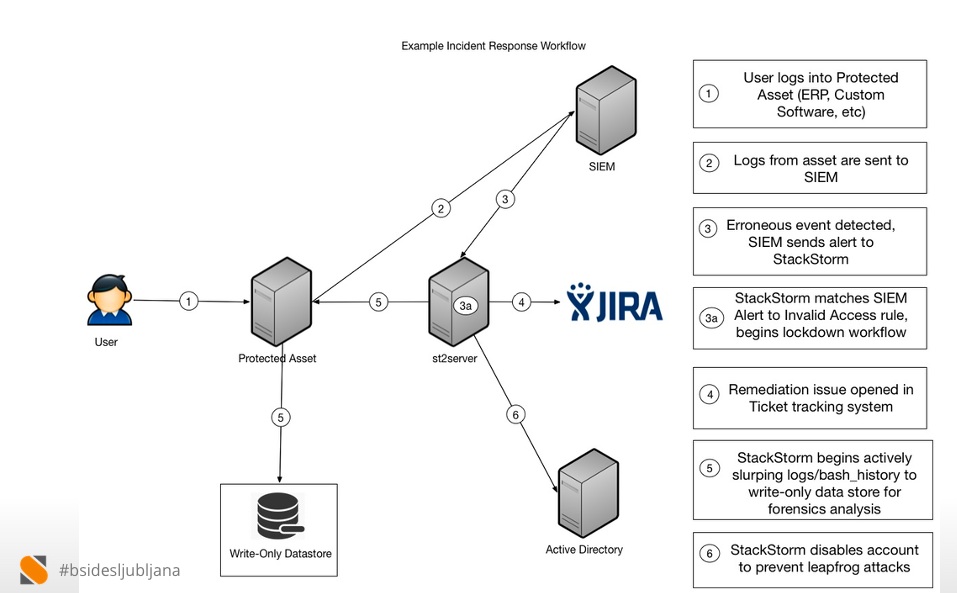 Example Incident Response Workflow
SIEM
2
3
User
1
Protected Asset
5
3a
st2server
4
JIRA
5
6
Write-Only Datastore
Active Directory
1
User logs into Protected
Asset (ERP, Custom
Software, etc)
2
Logs from asset are sent to
SIEM
3
Erroneous event detected,
SIEM sends alert to
StackStorm
3a
StackStorm matches SIEM
Alert to Invalid Access rule,
begins lockdown workflow
4
Remediation issue opened in
Ticket tracking system
5
StackStorm begins actively
slurping logs/bash_history to
write-only data store for
forensics analysis
6
StackStorm disables account
to prevent leapfrog attacks
#bsidesljubljana